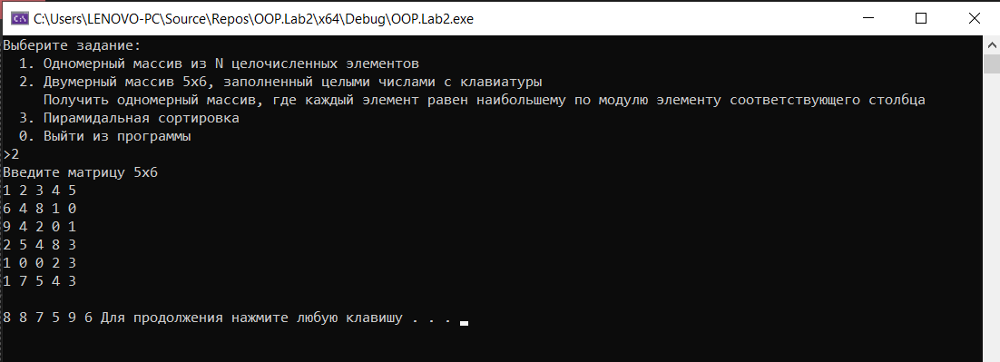 C:\Users\LENOVO-PC\Source\Repos\OOP.Lab2\x64\Debug\OOP.Lab2.exe
Выберите задание:
1. Одномерный массив из N целочисленных элементов
2. Двумерный массив 5x6, заполненный целыми числами с клавиатуры
Получить одномерный массив, где каждый элемент равен наибольшему по модулю элементу соответствующего столбца
3. Пирамидальная сортировка
0. Выйти из программы
>2
Введите матрицу 5x6
1 2 3 4 5
6 4 8 1 0
9 4 2 0 1
2 5 4 8 3
1 0 0 2 3
1 7 5 4 3
8 8 7 5 9 6 Для продолжения нажмите любую клавишу . . .